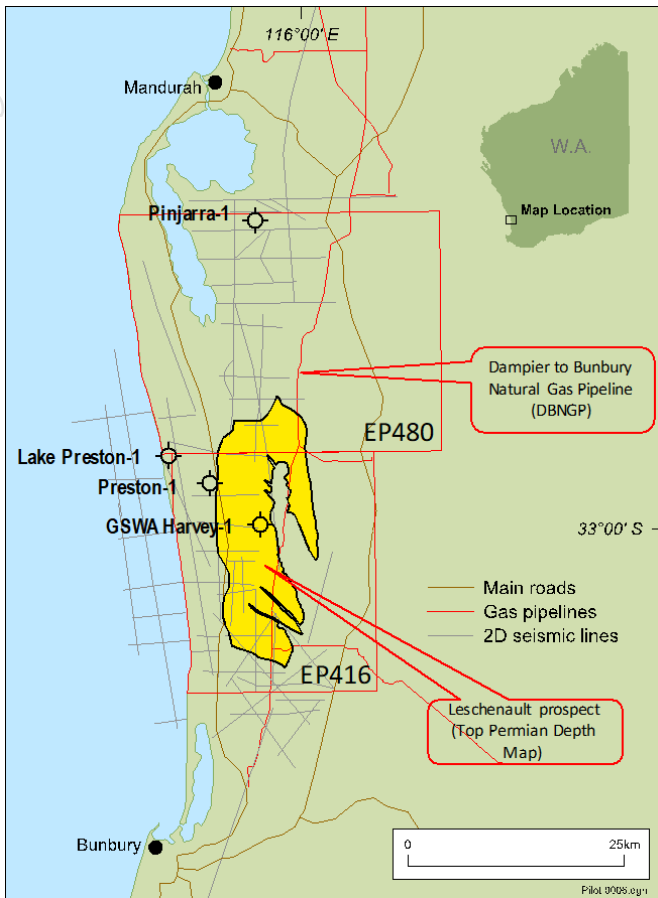 116°00' E
Mandurah
W.A.
Map Location
Pinjarra-1
Dampier to Bunbury
Natural Gas Pipeline
(DBNGP)
EP480
Lake Preston-1
Preston-1
GSWA Harvey-1
33°00' S
Main roads
Gas pipelines
2D seismic lines
EP416
Leschenault prospect
(Top Permian Depth
Map)
Bunbury
0 25km